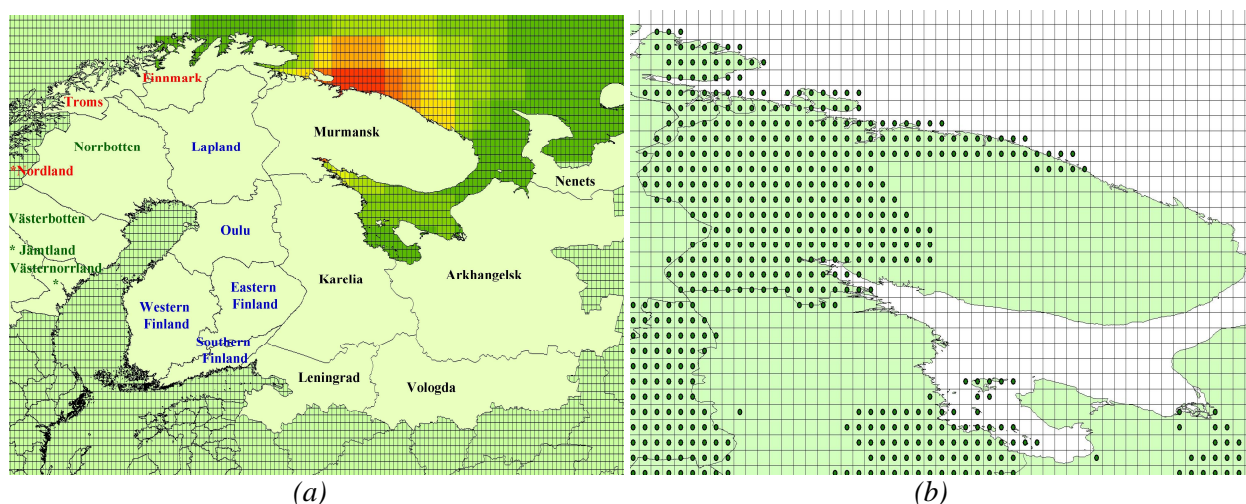 Finnmark
Troms
Murmansk
Norrbotten
Lapland
*Nordland
Nenets
Västerbotten
Oulu
* Jämtland
Västernorrland
*
Karelia
Arkhangelsk
Eastern
Finland
Western
Finland
Southern
Finland
Leningrad
Vologda
(a)
(b)